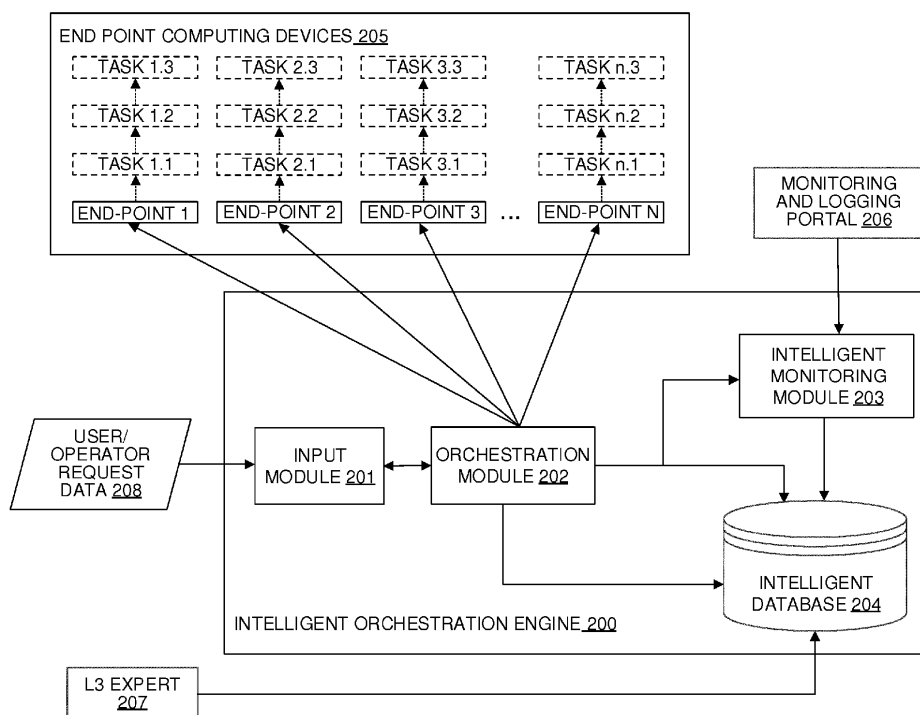 END POINT COMPUTING DEVICES 205
TASK 1.3
TASK 2.3
TASK 3.3
TASK n.3
TASK 1.2
TASK 2.2
TASK 3.2
TASK n.2
TASK 1.1
TASK 2.1
TASK 3.1
TASK n.1
END-POINT 1
END-POINT 2
END-POINT 3
...
END-POINT N
MONITORING
AND LOGGING
PORTAL 206
INTELLIGENT
MONITORING
MODULE 203
USER/
OPERATOR
REQUEST
DATA 208
INPUT
MODULE 201
ORCHESTRATION
MODULE 202
INTELLIGENT
DATABASE 204
INTELLIGENT ORCHESTRATION ENGINE 200
L3 EXPERT
207